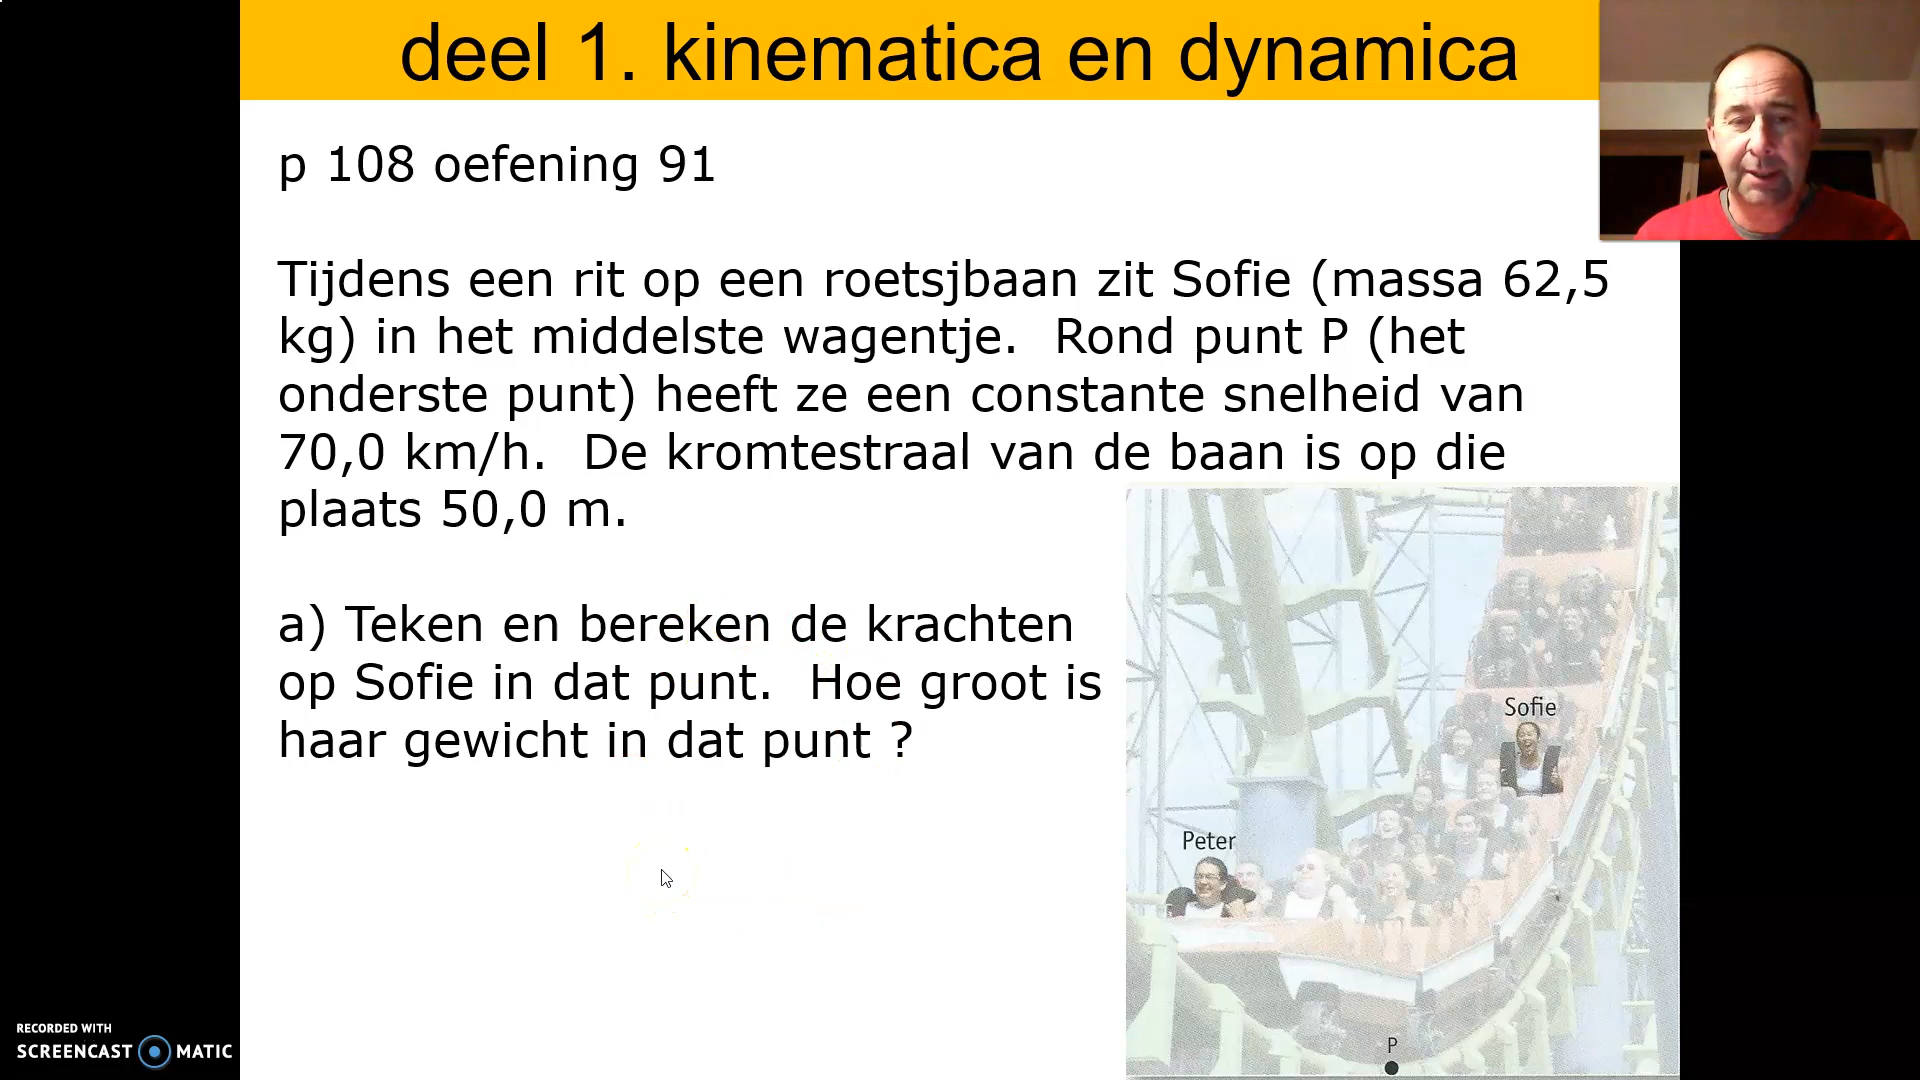 deel 1. kinematica en dynamica
p 108 oefening 91
Tijdens een rit op een roetsjbaan zit Sofie (massa 62,5
kg) in het middelste wagentje. Rond punt P (het
onderste punt) heeft ze een constante snelheid van
70,0 km/h. De kromtestraal van de baan is op die
plaats 50,0 m.
a) Teken en bereken de krachten
op Sofie in dat punt. Hoe groot is
haar gewicht in dat punt ?
Sofie
Peter
P
RECORDED WITH
SCREENCAST MATIC